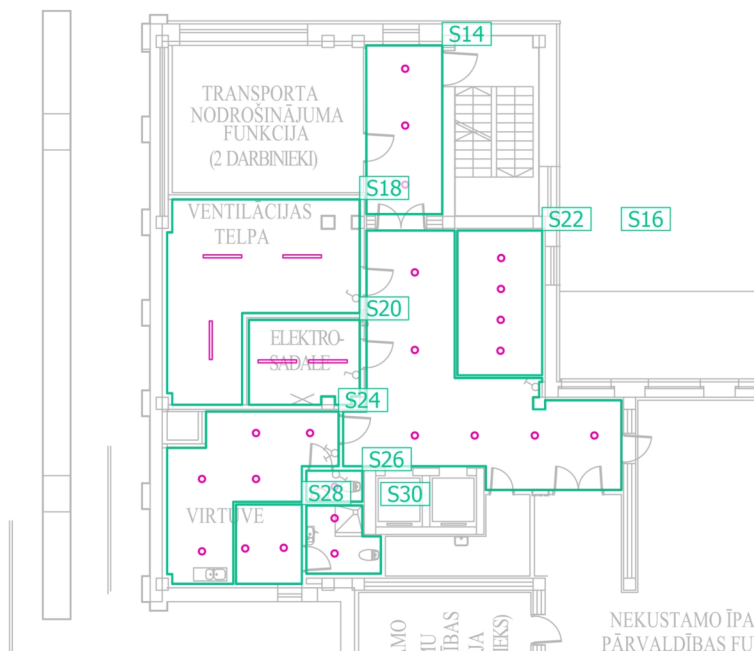 S14
TRANSPORTA
NODROŠINĀJUMA
FUNKCIJA
(2 DARBINIEKI)
S18
VENTILĀCIJAS
TELPA
S22
S16
S20
ELEKTRO-
SADALE
S24
S26
S28
S30
VIRTUVE
NEKUSTAMO ĪPA
PĀRVALDĪBAS FU